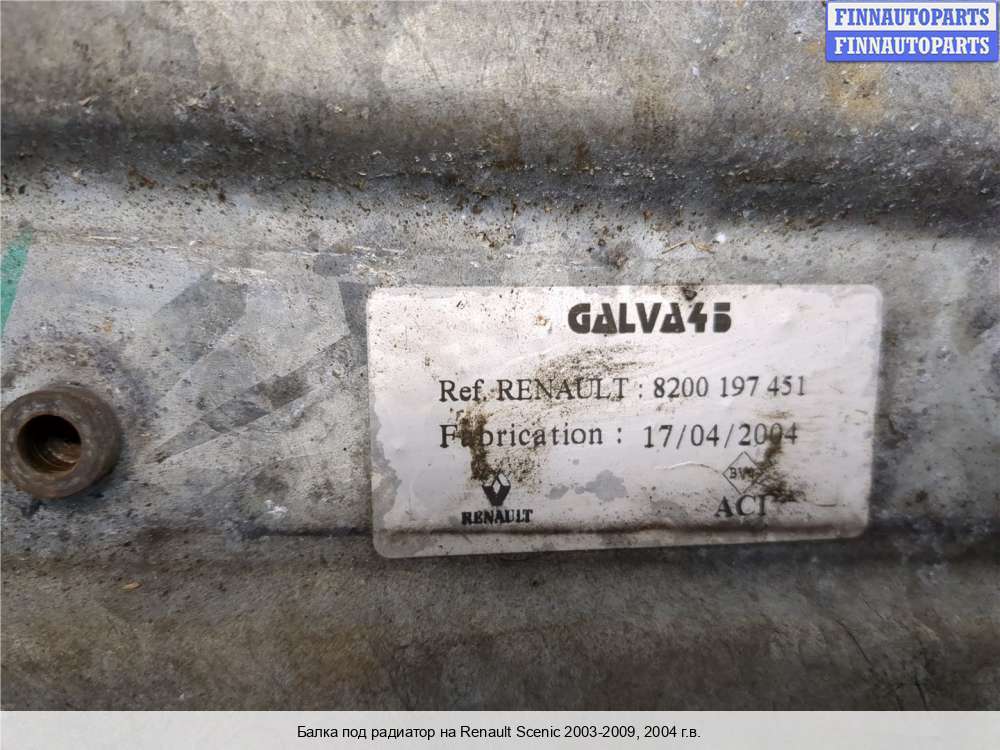 FINNAUTOPARTS
FINNAUTOPARTS
GALVA45
Ref. RENAULT : 8200 197 451
Fabrication : 17/04/2004
RENAULT
ACI
Балка под радиатор на Renault Scenic 2003-2009, 2004 г.в.